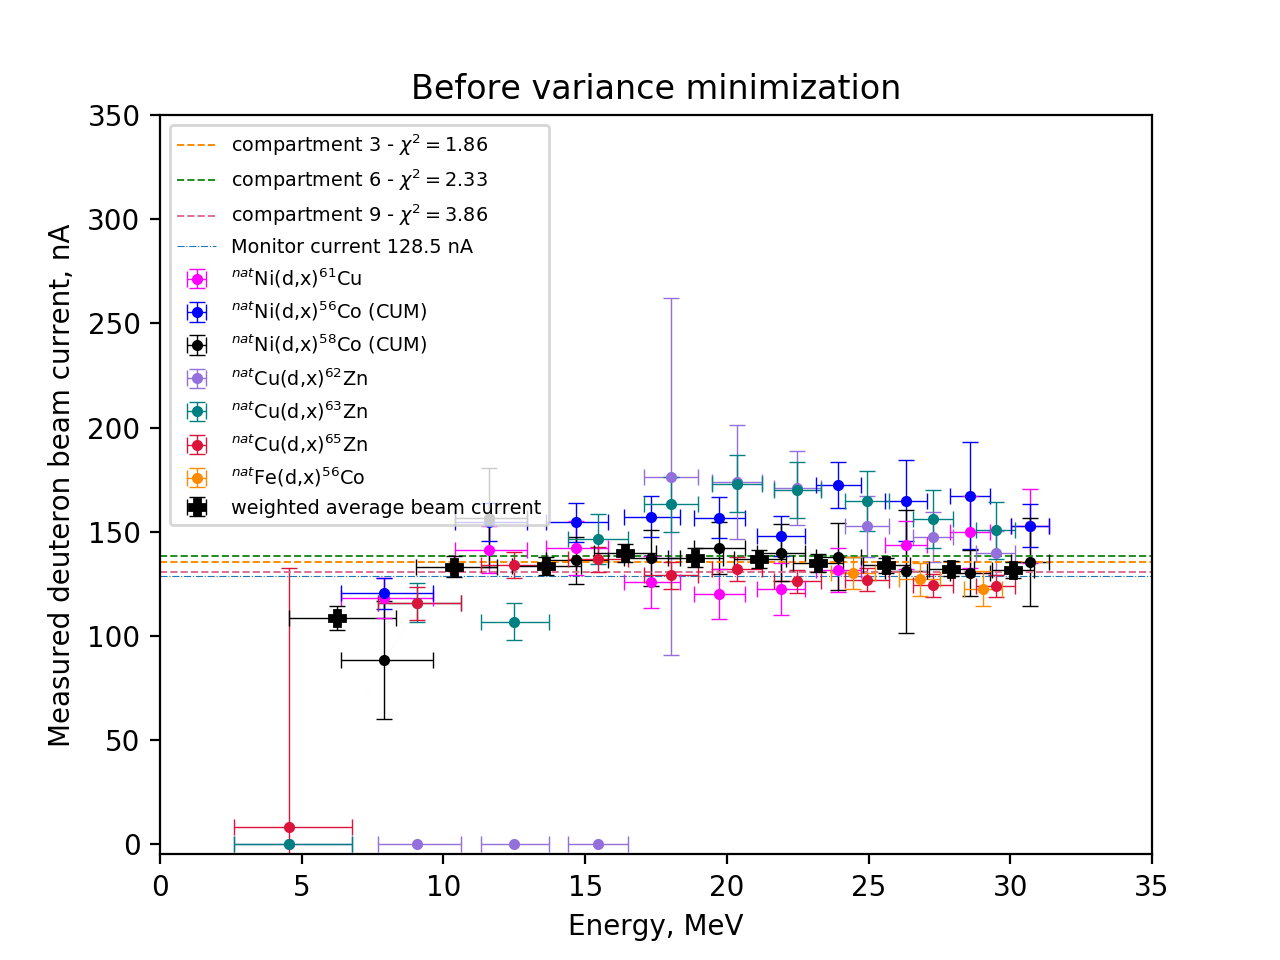 Before variance minimization
Measured deuteron beam current, nA
350
300
250
200
150
100
50
0
compartment 3 - χ² = 1.86
compartment 6 - χ² = 2.33
compartment 9 - χ² = 3.86
Monitor current 128.5 nA
ⁿᵃᵗNi(d,x)⁶¹Cu
ⁿᵃᵗNi(d,x)⁵⁶Co (CUM)
ⁿᵃᵗNi(d,x)⁵⁸Co (CUM)
ⁿᵃᵗCu(d,x)⁶²Zn
ⁿᵃᵗCu(d,x)⁶³Zn
ⁿᵃᵗCu(d,x)⁶⁵Zn
ⁿᵃᵗFe(d,x)⁵⁶Co
weighted average beam current
0 5 10 15 20 25 30 35
Energy, MeV